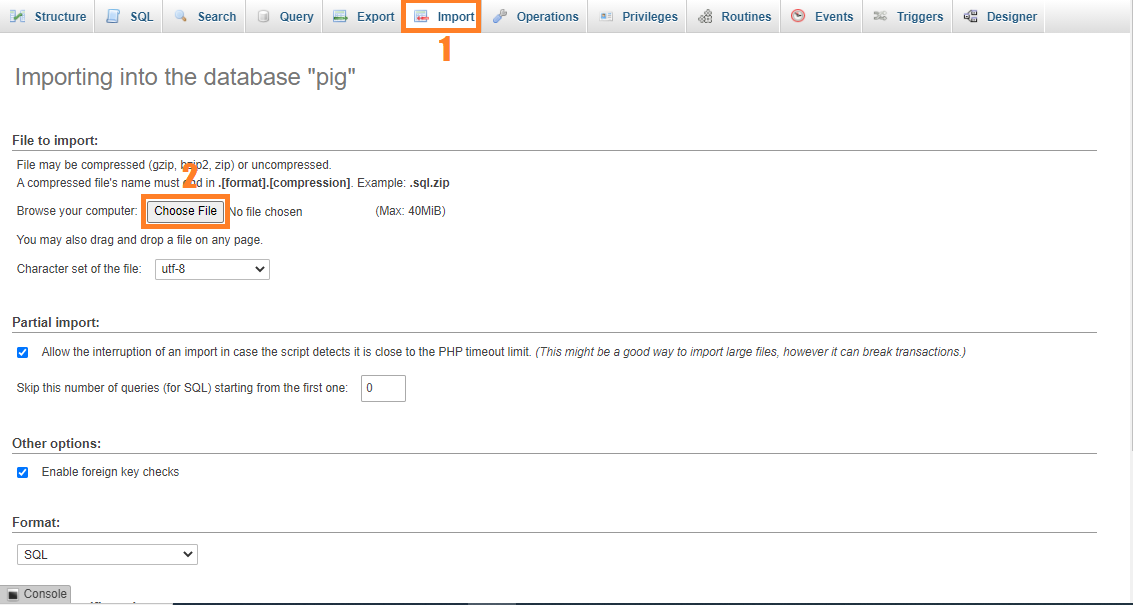 Structure SQL Search Query Export Import Operations Privileges Routines Events Triggers Designer
1
Importing into the database "pig"
File to import:
File may be compressed (gzip, bzip2, zip) or uncompressed.
2
A compressed file's name must end in .[format].[compression]. Example: .sql.zip
Browse your computer: Choose File No file chosen (Max: 40MiB)
You may also drag and drop a file on any page.
Character set of the file: utf-8
Partial import:
Allow the interruption of an import in case the script detects it is close to the PHP timeout limit. (This might be a good way to import large files, however it can break transactions.)
Skip this number of queries (for SQL) starting from the first one: 0
Other options:
Enable foreign key checks
Format:
SQL
Console